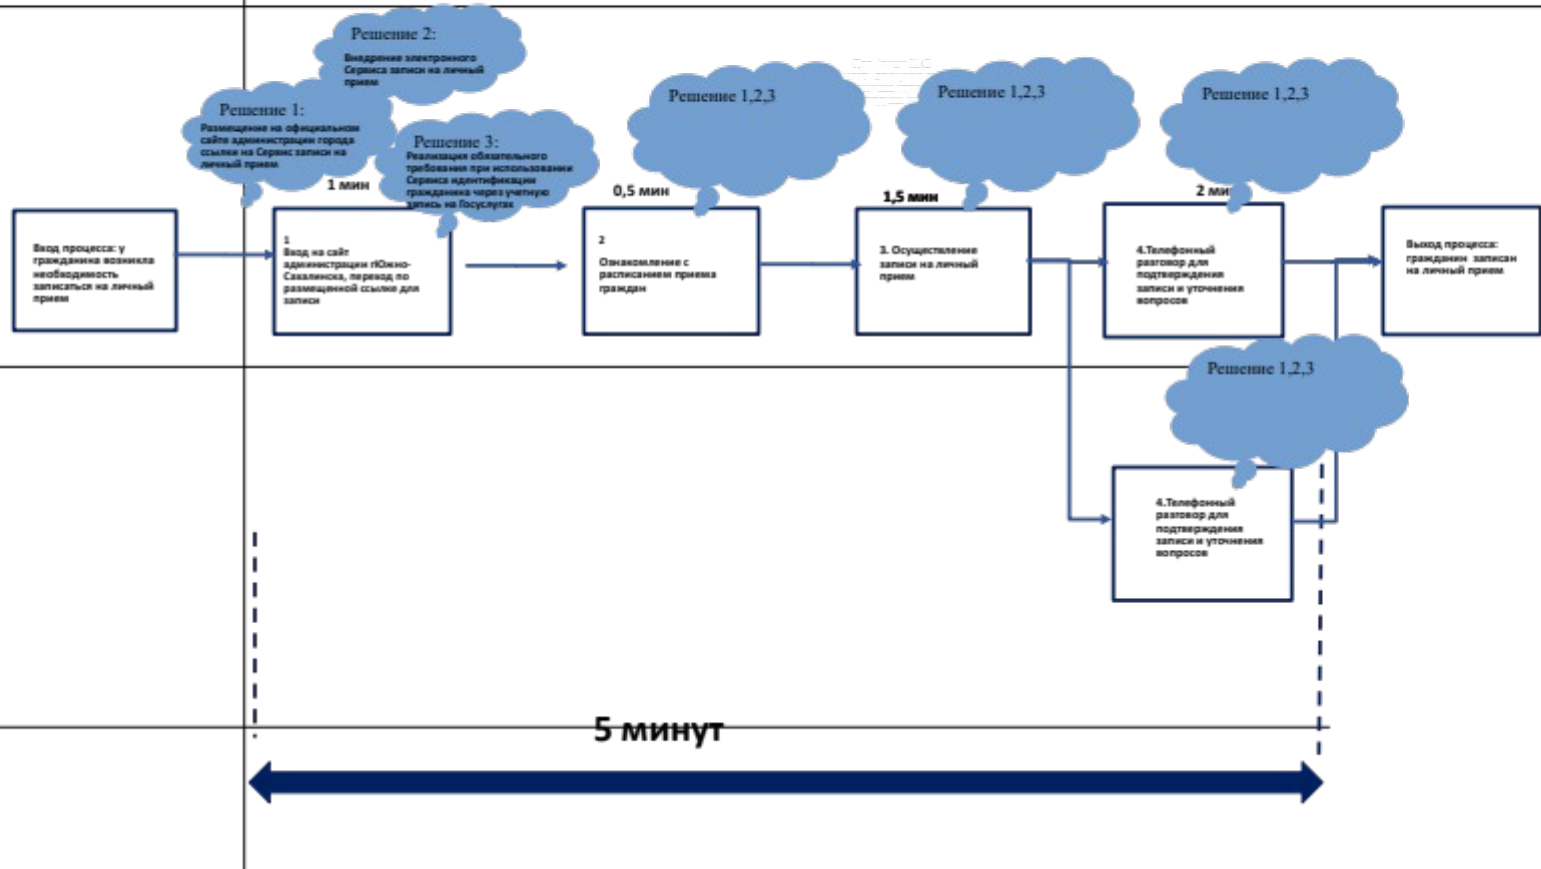 Решение 2:
Внедрение электронного
Сервиса записи на личный
прием
Решение 1:
Размещение на официальном
сайте администрации города
ссылки на Сервис записи на
личный прием
Решение 3:
Реализация обязательного
требования при использовании
Сервиса идентификации
гражданина через учетную
запись на Госуслугах
Решение 1,2,3
Решение 1,2,3
Решение 1,2,3
1 мин
0,5 мин
1,5 мин
2 мин
Вход процесса: у
гражданина возникла
необходимость
записаться на личный
прием
1
Вход на сайт
администрации гЮжно-
Сахалинска, переход по
размещенной ссылке для
записи
2
Ознакомление с
расписанием приема
граждан
3. Осуществление
записи на личный
прием
4.Телефонный
разговор для
подтверждения
записи и уточнения
вопросов
Выход процесса:
гражданин записан
на личный прием
Решение 1,2,3
4.Телефонный
разговор для
подтверждения
записи и уточнения
вопросов
5 минут